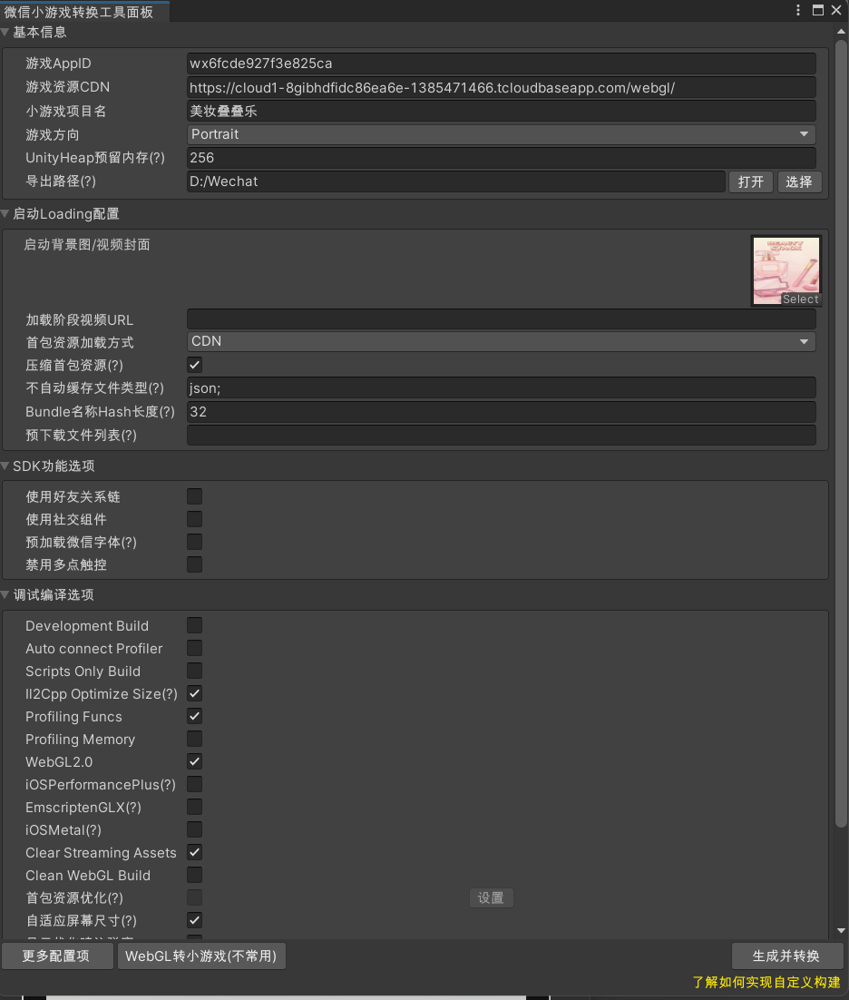 微信小游戏转换工具面板
基本信息
游戏AppID wx6fcde927f3e825ca
游戏资源CDN https://cloud1-8gibhdfidc86ea6e-1385471466.tcloudbaseapp.com/webgl/
小游戏项目名 美妆叠叠乐
游戏方向 Portrait
UnityHeap预留内存(?) 256
导出路径(?) D:/Wechat 打开 选择
启动Loading配置
启动背景图/视频封面
BEAUTY
Select
加载阶段视频URL
首包资源加载方式 CDN
压缩首包资源(?)
不自动缓存文件类型(?) json;
Bundle名称Hash长度(?) 32
预下载文件列表(?)
SDK功能选项
使用好友关系链
使用社交组件
预加载微信字体(?)
禁用多点触控
调试编译选项
Development Build
Auto connect Profiler
Scripts Only Build
Il2Cpp Optimize Size(?)
Profiling Funcs
Profiling Memory
WebGL2.0
iOSPerformancePlus(?)
EmscriptenGLX(?)
iOSMetal(?)
Clear Streaming Assets
Clean WebGL Build
首包资源优化(?) 设置
自适应屏幕尺寸(?)
更多配置项 WebGL转小游戏(不常用) 生成并转换
了解如何实现自定义构建